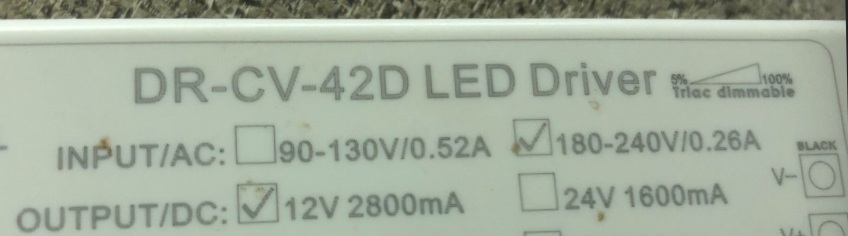 DR-CV-42D LED Driver 5% 100%
Triac dimmable
INPUT/AC: 90-130V/0.52A 180-240V/0.26A
BLACK
V-
OUTPUT/DC: 12V 2800mA 24V 1600mA
V+